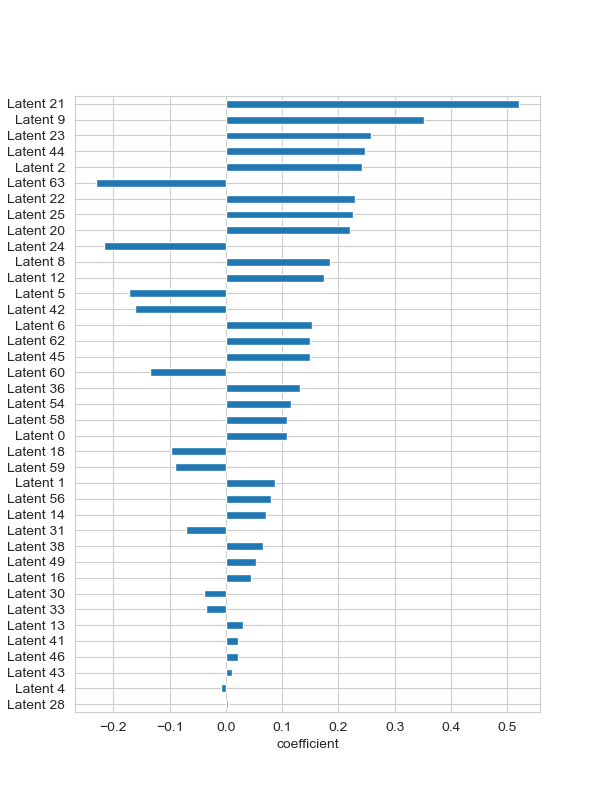 Latent 21
Latent 9
Latent 23
Latent 44
Latent 2
Latent 63
Latent 22
Latent 25
Latent 20
Latent 24
Latent 8
Latent 12
Latent 5
Latent 42
Latent 6
Latent 62
Latent 45
Latent 60
Latent 36
Latent 54
Latent 58
Latent 0
Latent 18
Latent 59
Latent 1
Latent 56
Latent 14
Latent 31
Latent 38
Latent 49
Latent 16
Latent 30
Latent 33
Latent 13
Latent 41
Latent 46
Latent 43
Latent 4
Latent 28
−0.2 −0.1 0.0 0.1 0.2 0.3 0.4 0.5
coefficient